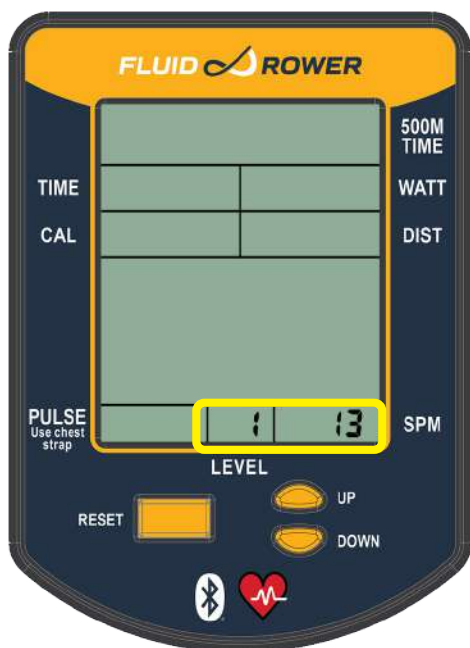 FLUID ROWER
500M
TIME
TIME
WATT
CAL
DIST
PULSE
Use chest
strap
1 13
SPM
LEVEL
UP
RESET
DOWN